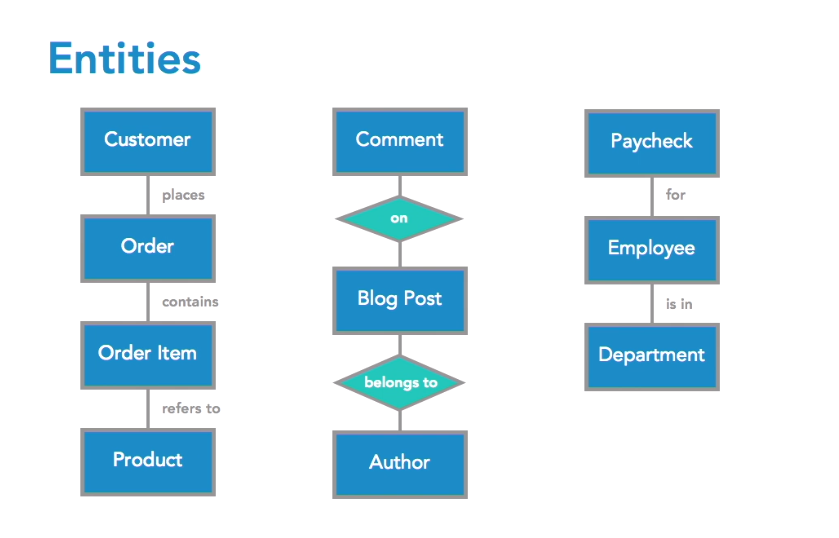 Entities
Customer
places
Order
contains
Order Item
refers to
Product
Comment
on
Blog Post
belongs to
Author
Paycheck
for
Employee
is in
Department